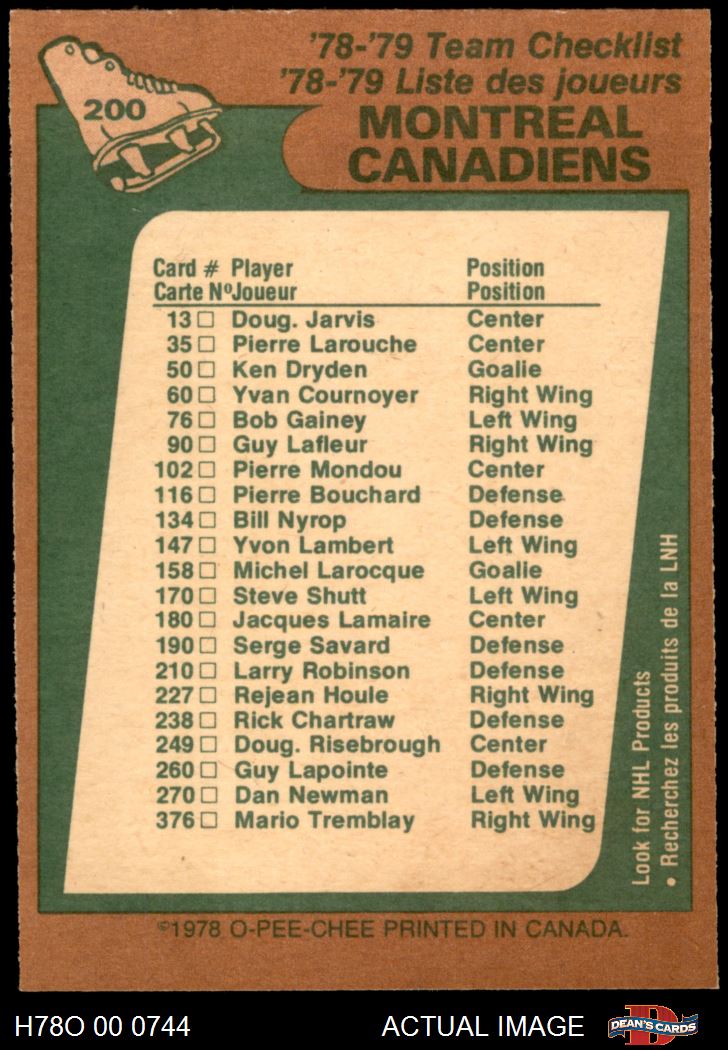 '78-'79 Team Checklist
'78-'79 Liste des joueurs
200
MONTREAL
CANADIENS
Card # Player Position
Carte NºJoueur Position
13 □ Doug. Jarvis Center
35 □ Pierre Larouche Center
50 □ Ken Dryden Goalie
60 □ Yvan Cournoyer Right Wing
76 □ Bob Gainey Left Wing
90 □ Guy Lafleur Right Wing
102 □ Pierre Mondou Center
116 □ Pierre Bouchard Defense
134 □ Bill Nyrop Defense
147 □ Yvon Lambert Left Wing
158 □ Michel Larocque Goalie
170 □ Steve Shutt Left Wing
180 □ Jacques Lamaire Center
190 □ Serge Savard Defense
210 □ Larry Robinson Defense
227 □ Rejean Houle Right Wing
238 □ Rick Chartraw Defense
249 □ Doug. Risebrough Center
260 □ Guy Lapointe Defense
270 □ Dan Newman Left Wing
376 □ Mario Tremblay Right Wing
Look for NHL Products
• Recherchez les produits de la LNH
©1978 O-PEE-CHEE PRINTED IN CANADA.
H78O 00 0744
ACTUAL IMAGE
D
DEAN'S CARDS